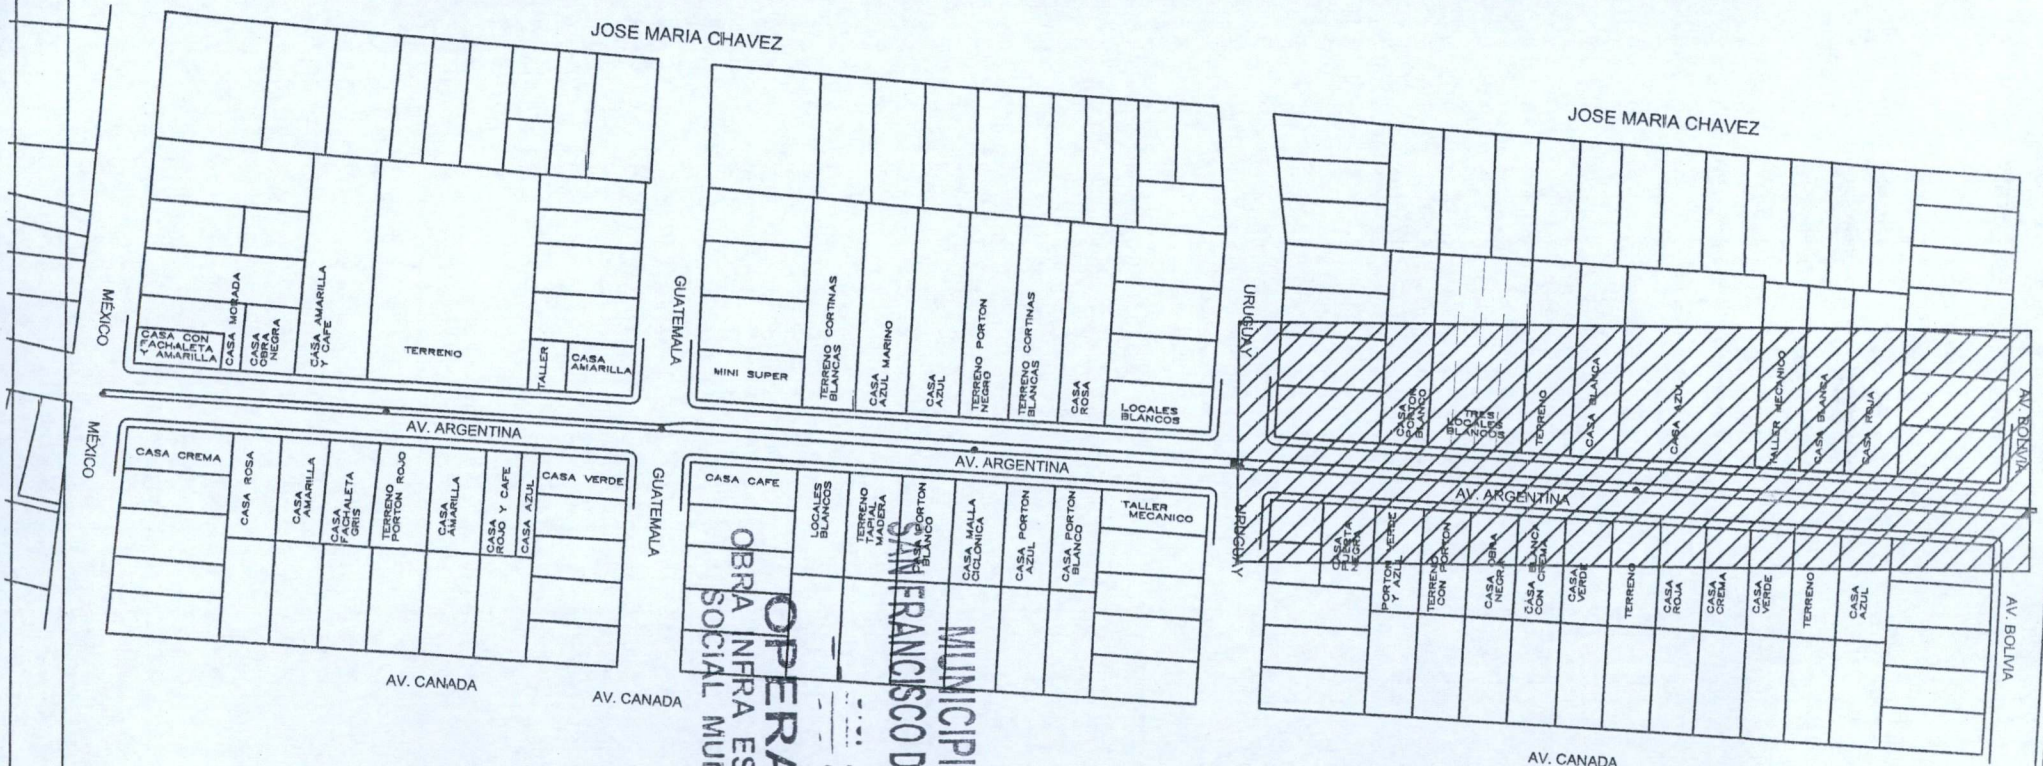 JOSE MARIA CHAVEZ
JOSE MARIA CHAVEZ
MÉXICO
CASA CON
FACHALETA
Y AMARILLA
CASA MORADA
CASA
OBRA
NEGRA
CASA AMARILLA
Y CAFE
TERRENO
TALLER
CASA
AMARILLA
GUATEMALA
MINI SUPER
TERRENO CORTINAS
BLANCAS
CASA
AZUL MARINO
CASA
AZUL
TERRENO PORTON
NEGRO
TERRENO CORTINAS
BLANCAS
CASA
ROSA
LOCALES
BLANCOS
URUGUAY
CASA
PORTON
BLANCO
TRES
LOCALES
BLANCOS
TERRENO
CASA BLANCA
CASA AZUL
TALLER MECANICO
CASA BLANCA
CASA ROJA
AV. BOLIVIA
AV. ARGENTINA
AV. ARGENTINA
AV. ARGENTINA
MÉXICO
CASA CREMA
CASA ROSA
CASA
AMARILLA
CASA
FACHALETA
GRIS
TERRENO
PORTON ROJO
CASA
AMARILLA
CASA
ROJO Y CAFE
CASA AZUL
CASA VERDE
GUATEMALA
CASA CAFE
LOCALES
BLANCOS
TERRENO
TAPIAL
MADERA
CASA PORTON
BLANCO
CASA MALLA
CICLONICA
CASA PORTON
AZUL
CASA PORTON
BLANCO
TALLER
MECANICO
URUGUAY
CASA
PUESTA
NEGRA
PORTON VERDE
Y AZUL
TERRENO
CON PORTON
CASA OBRA
NEGRA
CASA BLANCA
CON CREMA
CASA
VERDE
TERRENO
CASA
ROJA
CASA
CREMA
CASA
VERDE
TERRENO
CASA
AZUL
AV. BOLIVIA
AV. CANADA
AV. CANADA
AV. CANADA
MUNICIPI
SAN FRANCISCO D
OPERA
OBRA INFRA ES
SOCIAL MU